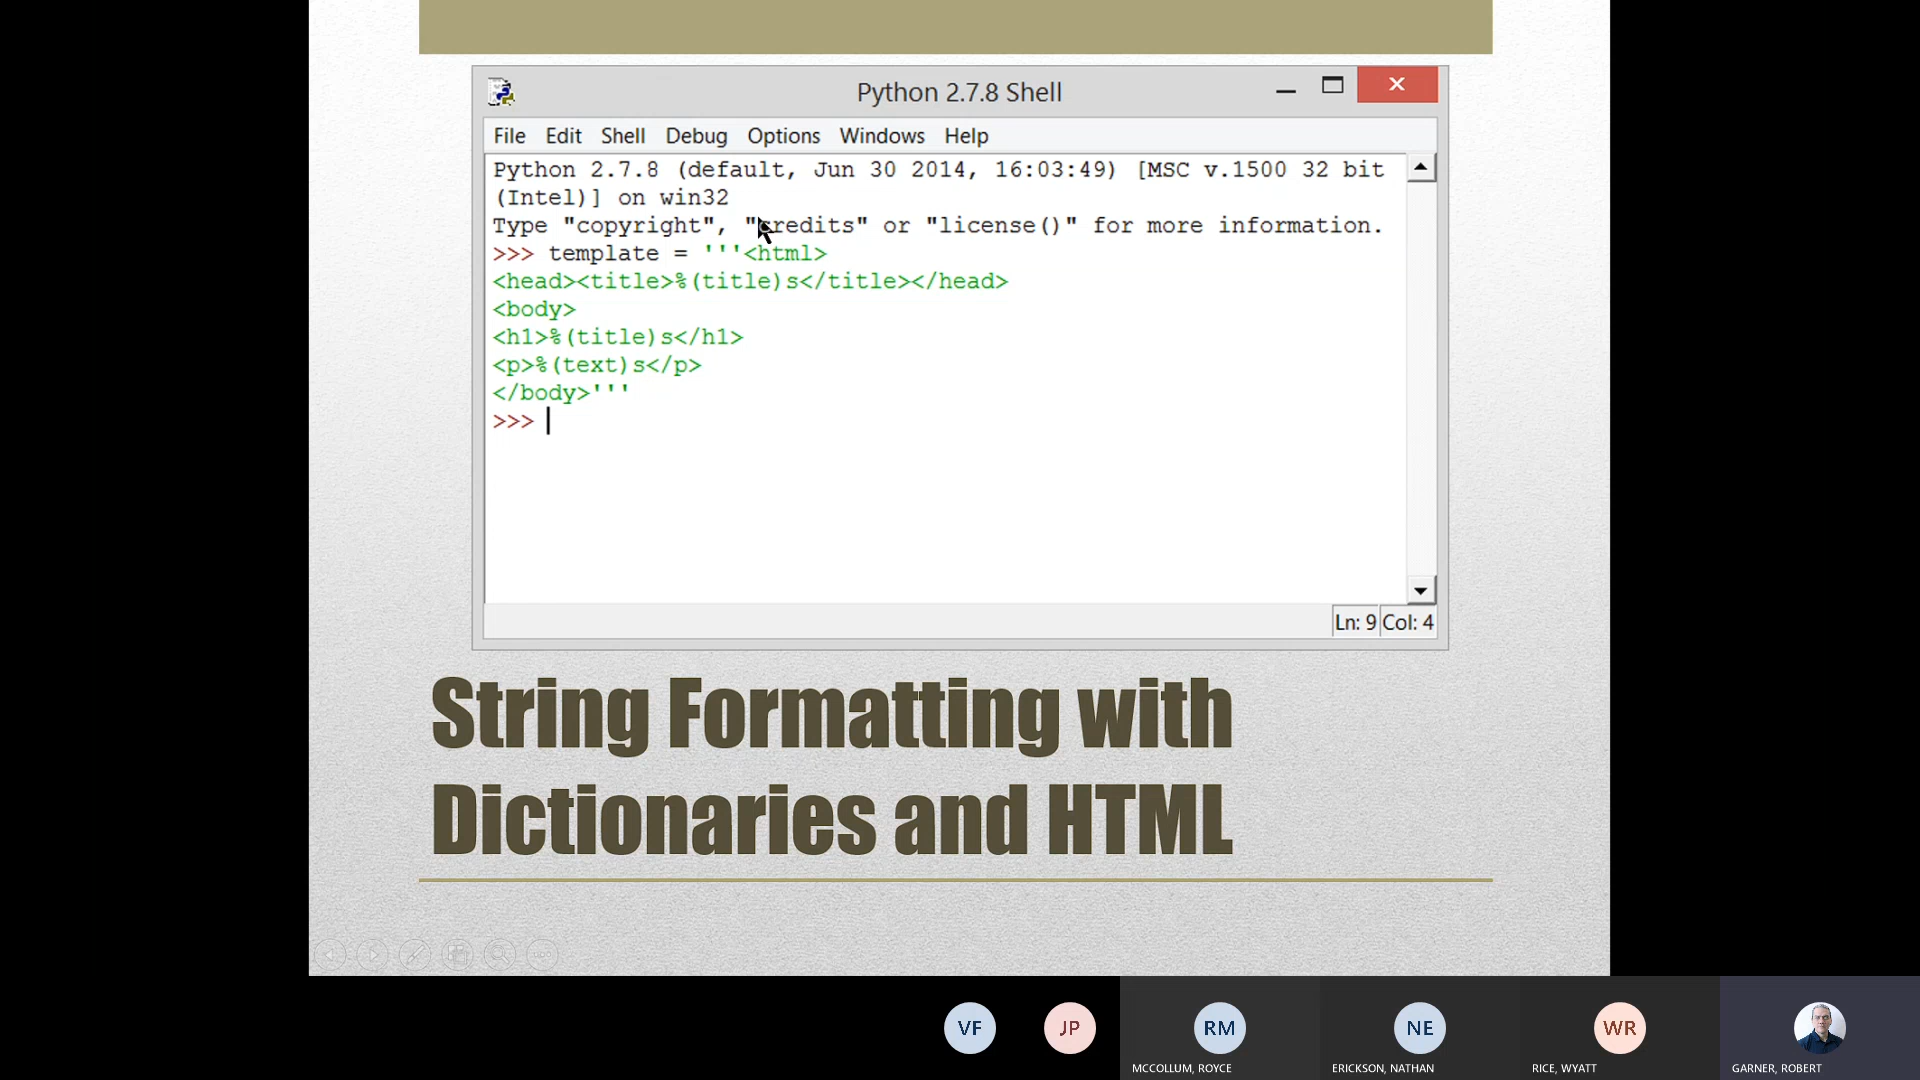 Python 2.7.8 Shell
File Edit Shell Debug Options Windows Help
Python 2.7.8 (default, Jun 30 2014, 16:03:49) [MSC v.1500 32 bit
(Intel)] on win32
Type "copyright", "credits" or "license()" for more information.
>>> template = '''<html>
<head><title>%(title)s</title></head>
<body>
<h1>%(title)s</h1>
<p>%(text)s</p>
</body>'''
>>>
Ln: 9 Col: 4
String Formatting with
Dictionaries and HTML
VF JP RM NE WR
MCCOLLUM, ROYCE ERICKSON, NATHAN RICE, WYATT GARNER, ROBERT